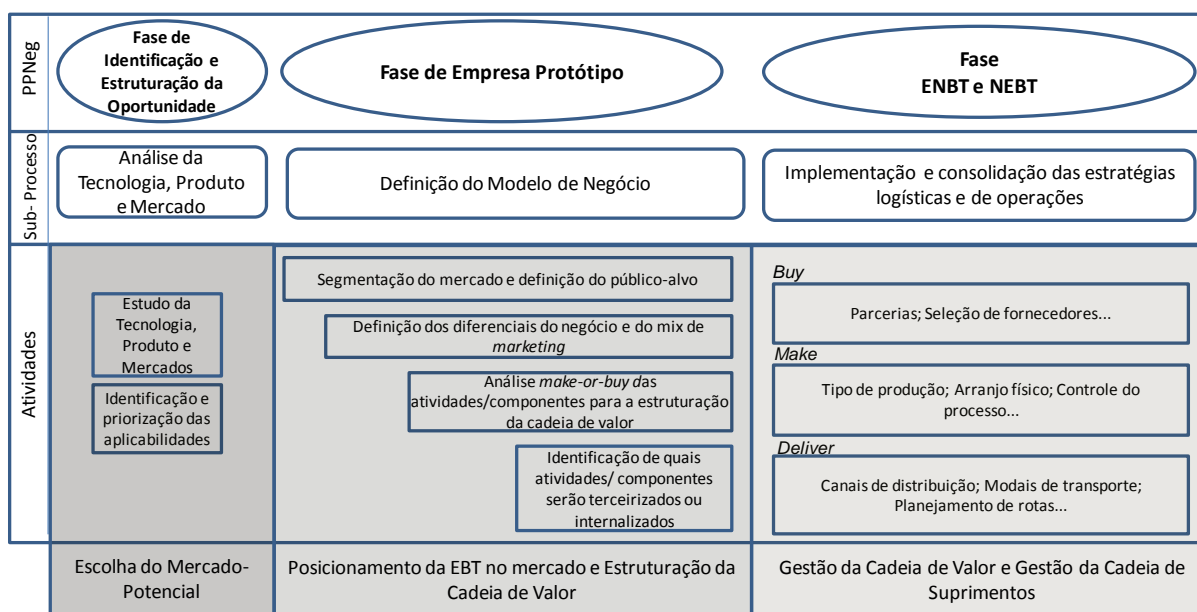 PPNeg
Fase de
Identificação e
Estruturação da
Oportunidade
Fase de Empresa Protótipo
Fase
ENBT e NEBT
Sub- Processo
Análise da
Tecnologia, Produto
e Mercado
Definição do Modelo de Negócio
Implementação e consolidação das estratégias
logísticas e de operações
Atividades
Estudo da
Tecnologia,
Produto e
Mercados
Identificação e
priorização das
aplicabilidades
Segmentação do mercado e definição do público-alvo
Definição dos diferenciais do negócio e do mix de
marketing
Análise make-or-buy das
atividades/componentes para a estruturação
da cadeia de valor
Identificação de quais
atividades/ componentes
serão terceirizados ou
internalizados
Buy
Parcerias; Seleção de fornecedores...
Make
Tipo de produção; Arranjo físico; Controle do
processo...
Deliver
Canais de distribuição; Modais de transporte;
Planejamento de rotas...
Escolha do Mercado-
Potencial
Posicionamento da EBT no mercado e Estruturação da
Cadeia de Valor
Gestão da Cadeia de Valor e Gestão da Cadeia de
Suprimentos